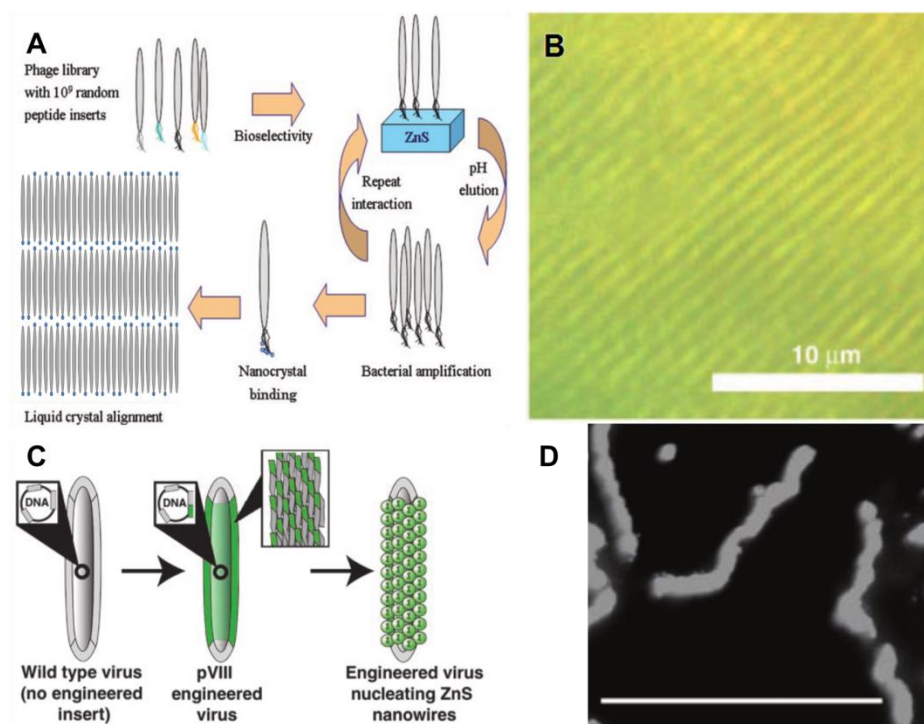 A
Phage library
with 10⁹ random
peptide inserts
Bioselectivity
ZnS
Repeat
interaction
pH
elution
Nanocrystal
binding
Bacterial amplification
Liquid crystal alignment
B
10 μm
C
DNA
DNA
Wild type virus
(no engineered
insert)
pVIII
engineered
virus
Engineered virus
nucleating ZnS
nanowires
D